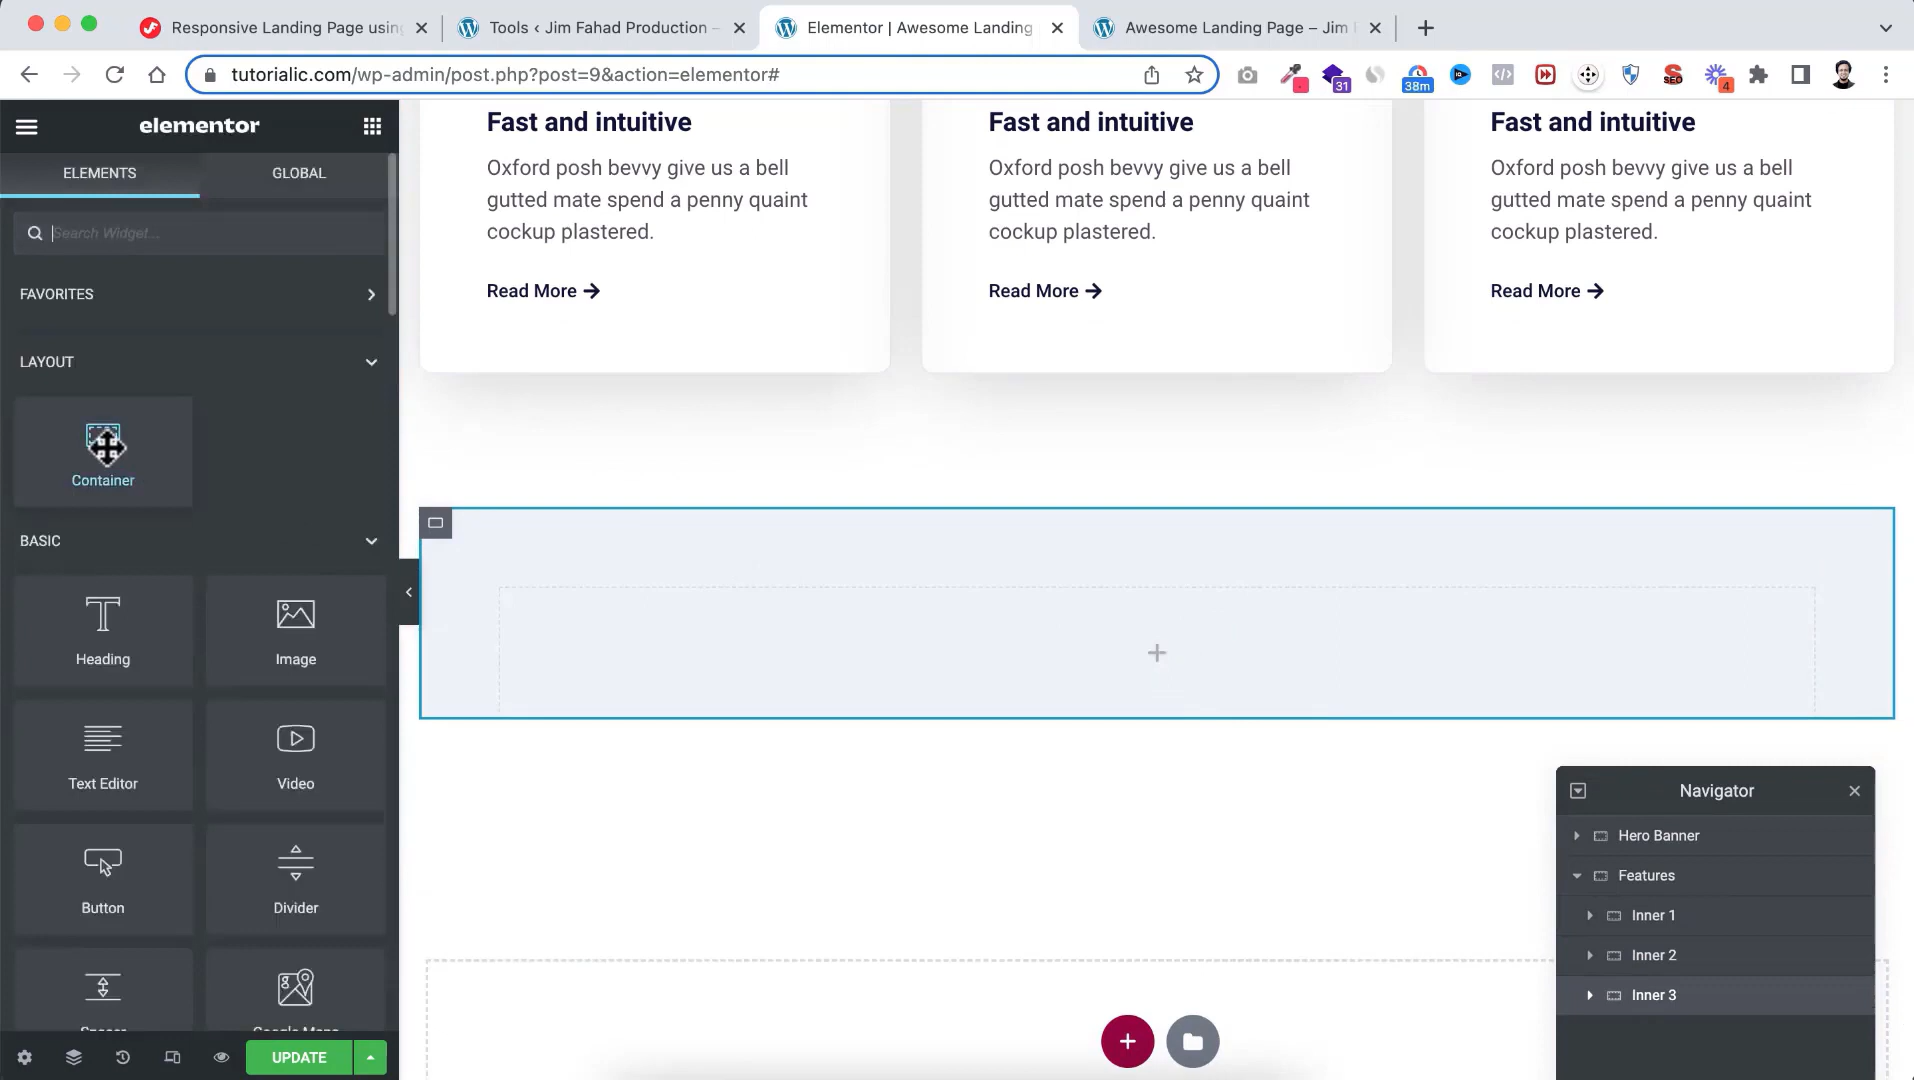 Responsive Landing Page using
Tools ‹ Jim Fahad Production –
Elementor | Awesome Landing
Awesome Landing Page – Jim
tutorialic.com/wp-admin/post.php?post=9&action=elementor#
31
38m
SEO
4
elementor
ELEMENTS
GLOBAL
Search Widget...
FAVORITES
LAYOUT
Container
BASIC
Heading
Image
Text Editor
Video
Button
Divider
Spacer
Google Maps
UPDATE
Fast and intuitive
Oxford posh bevvy give us a bell
gutted mate spend a penny quaint
cockup plastered.
Read More
Fast and intuitive
Oxford posh bevvy give us a bell
gutted mate spend a penny quaint
cockup plastered.
Read More
Fast and intuitive
Oxford posh bevvy give us a bell
gutted mate spend a penny quaint
cockup plastered.
Read More
Navigator
Hero Banner
Features
Inner 1
Inner 2
Inner 3